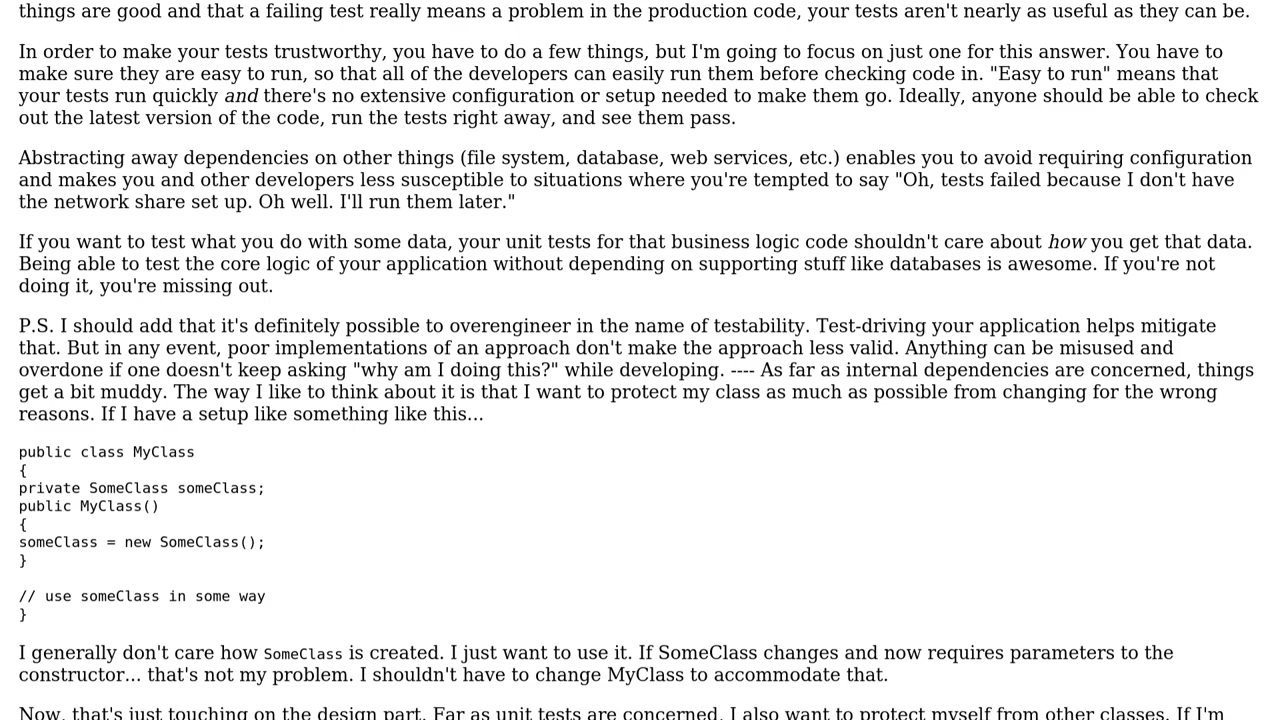 things are good and that a failing test really means a problem in the production code, your tests aren't nearly as useful as they can be.
In order to make your tests trustworthy, you have to do a few things, but I'm going to focus on just one for this answer. You have to
make sure they are easy to run, so that all of the developers can easily run them before checking code in. "Easy to run" means that
your tests run quickly and there's no extensive configuration or setup needed to make them go. Ideally, anyone should be able to check
out the latest version of the code, run the tests right away, and see them pass.
Abstracting away dependencies on other things (file system, database, web services, etc.) enables you to avoid requiring configuration
and makes you and other developers less susceptible to situations where you're tempted to say "Oh, tests failed because I don't have
the network share set up. Oh well. I'll run them later."
If you want to test what you do with some data, your unit tests for that business logic code shouldn't care about how you get that data.
Being able to test the core logic of your application without depending on supporting stuff like databases is awesome. If you're not
doing it, you're missing out.
P.S. I should add that it's definitely possible to overengineer in the name of testability. Test-driving your application helps mitigate
that. But in any event, poor implementations of an approach don't make the approach less valid. Anything can be misused and
overdone if one doesn't keep asking "why am I doing this?" while developing. ---- As far as internal dependencies are concerned, things
get a bit muddy. The way I like to think about it is that I want to protect my class as much as possible from changing for the wrong
reasons. If I have a setup like something like this...
public class MyClass
{
private SomeClass someClass;
public MyClass()
{
someClass = new SomeClass();
}
// use someClass in some way
}
I generally don't care how SomeClass is created. I just want to use it. If SomeClass changes and now requires parameters to the
constructor... that's not my problem. I shouldn't have to change MyClass to accommodate that.
Now, that's just touching on the design part. Far as unit tests are concerned, I also want to protect myself from other classes. If I'm